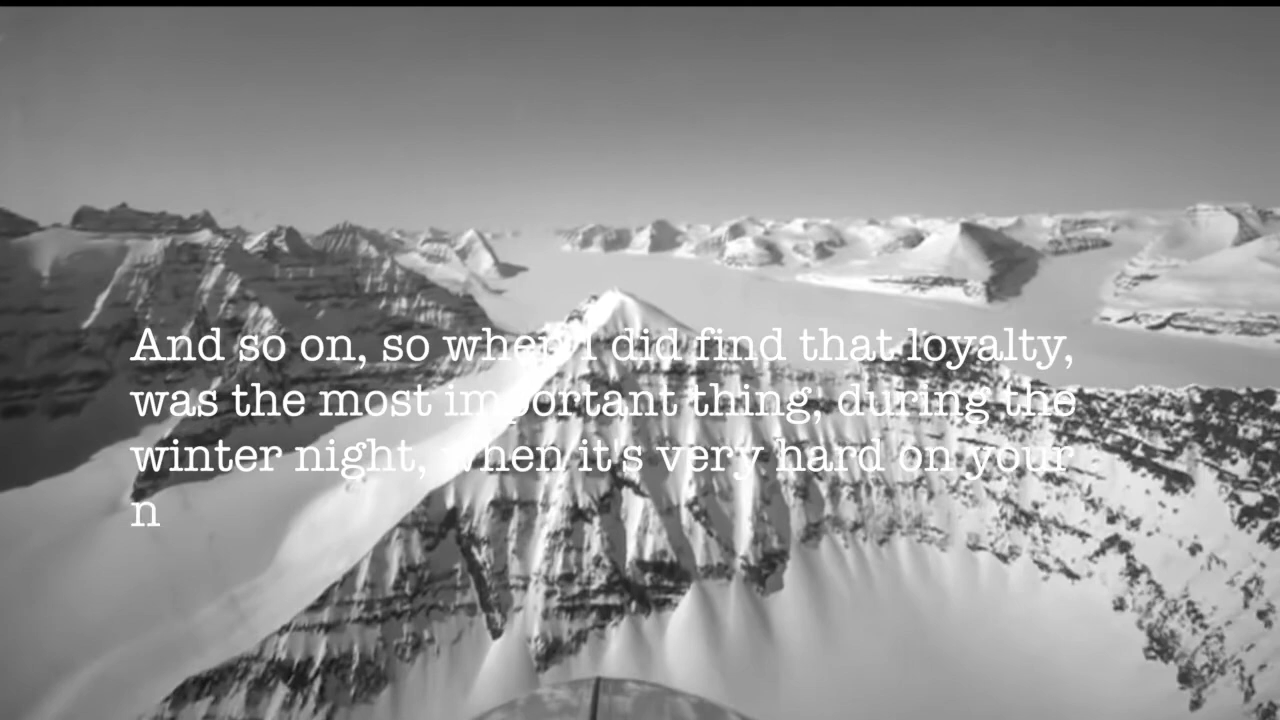 And so on, so when I did find that loyalty,
was the most important thing, during the
winter night, when it's very hard on your
n